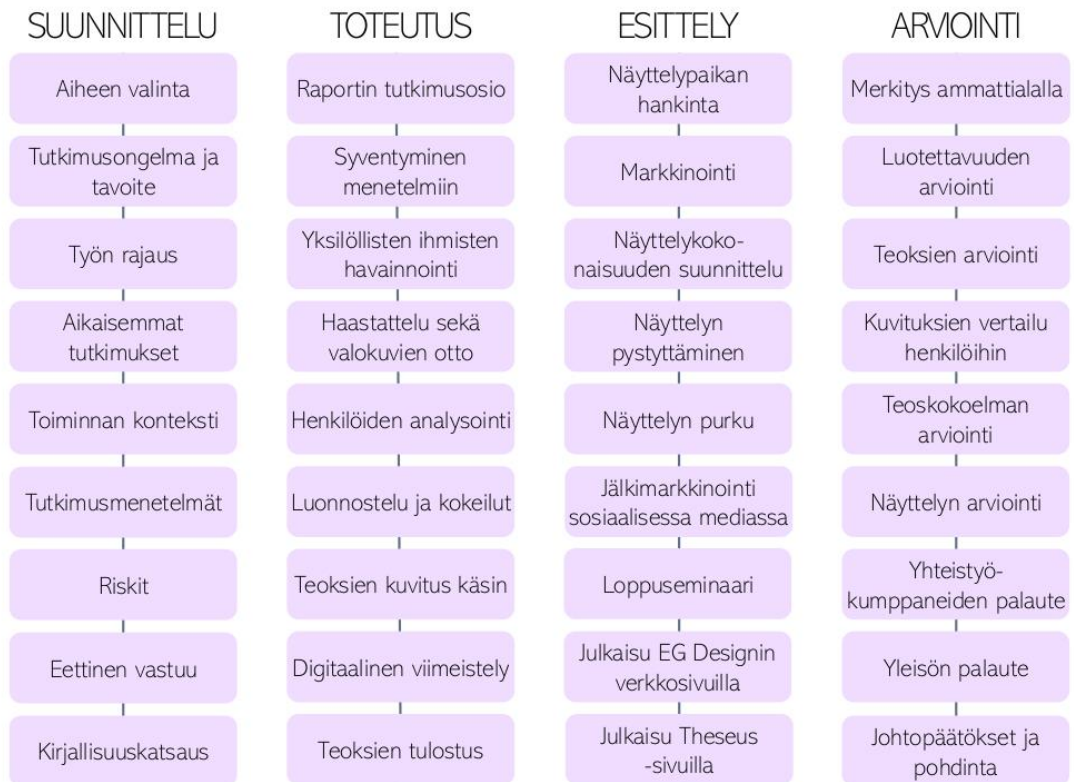 SUUNNITTELU
Aiheen valinta
Tutkimusongelma ja
tavoite
Työn rajaus
Aikaisemmat
tutkimukset
Toiminnan konteksti
Tutkimusmenetelmät
Riskit
Eettinen vastuu
Kirjallisuuskatsaus
TOTEUTUS
Raportin tutkimusosio
Syventyminen
menetelmiin
Yksilöllisten ihmisten
havainnointi
Haastattelu sekä
valokuvien otto
Henkilöiden analysointi
Luonnostelu ja kokeilut
Teoksien kuvitus käsin
Digitaalinen viimeistely
Teoksien tulostus
ESITTELY
Näyttelypaikan
hankinta
Markkinointi
Näyttelykoko-
naisuuden suunnittelu
Näyttelyn
pystyttäminen
Näyttelyn purku
Jälkimarkkinointi
sosiaalisessa mediassa
Loppuseminaari
Julkaisu EG Designin
verkkosivuilla
Julkaisu Theseus
-sivuilla
ARVIOINTI
Merkitys ammattialalla
Luotettavuuden
arviointi
Teoksien arviointi
Kuvituksien vertailu
henkilöihin
Teoskokoelman
arviointi
Näyttelyn arviointi
Yhteistyö-
kumppaneiden palaute
Yleisön palaute
Johtopäätökset ja
pohdinta